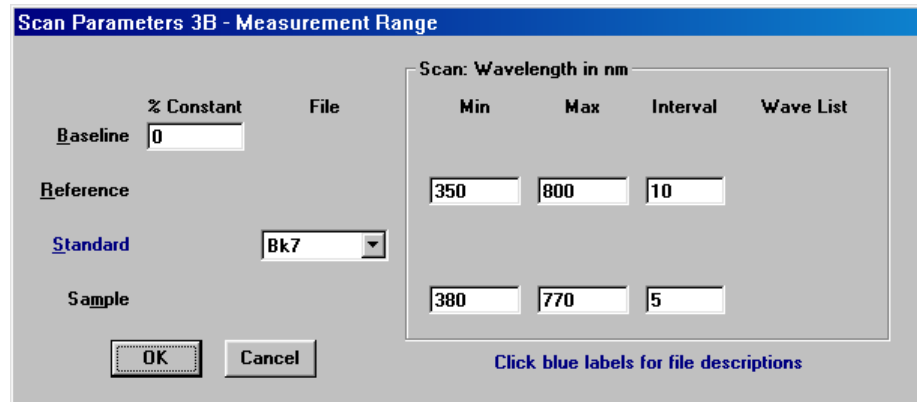 Scan Parameters 3B - Measurement Range
Scan: Wavelength in nm
% Constant File Min Max Interval Wave List
Baseline 0
Reference 350 800 10
Standard Bk7
Sample 380 770 5
OK Cancel Click blue labels for file descriptions